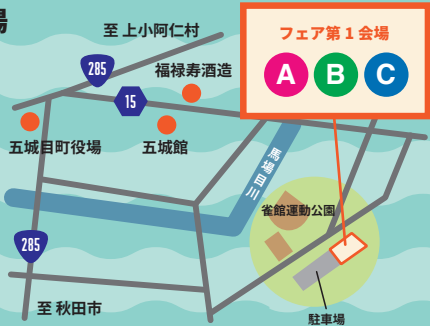 場
至 上小阿仁村
フェア第1会場
A B C
285
福禄寿酒造
15
五城目町役場
五城館
馬場目川
雀館運動公園
285
至 秋田市
駐車場